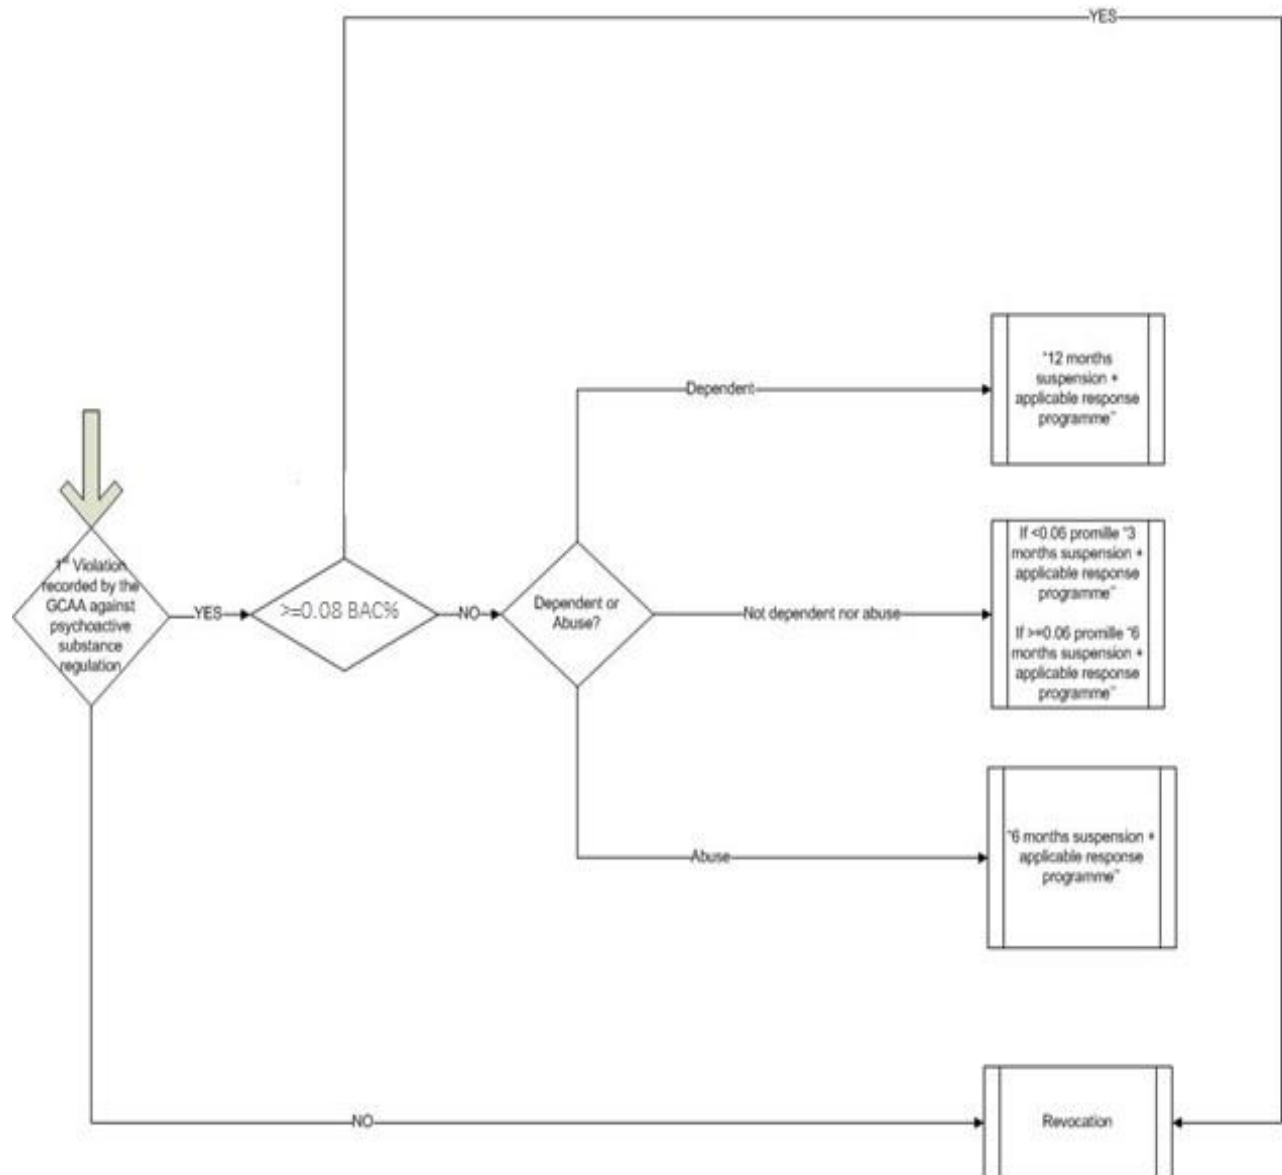 YES
"12 months
suspension +
applicable response
programme"
Dependent
1st Violation
recorded by the
GCAA against
psychoactive
substance
regulation
YES
>=0.08 BAC%
NO
Dependent or
Abuse?
Not dependent nor abuse
If <0.06 promille "3
months suspension +
applicable response
programme"
If >=0.06 promille "6
months suspension +
applicable response
programme"
Abuse
"6 months suspension +
applicable response
programme"
NO
Revocation